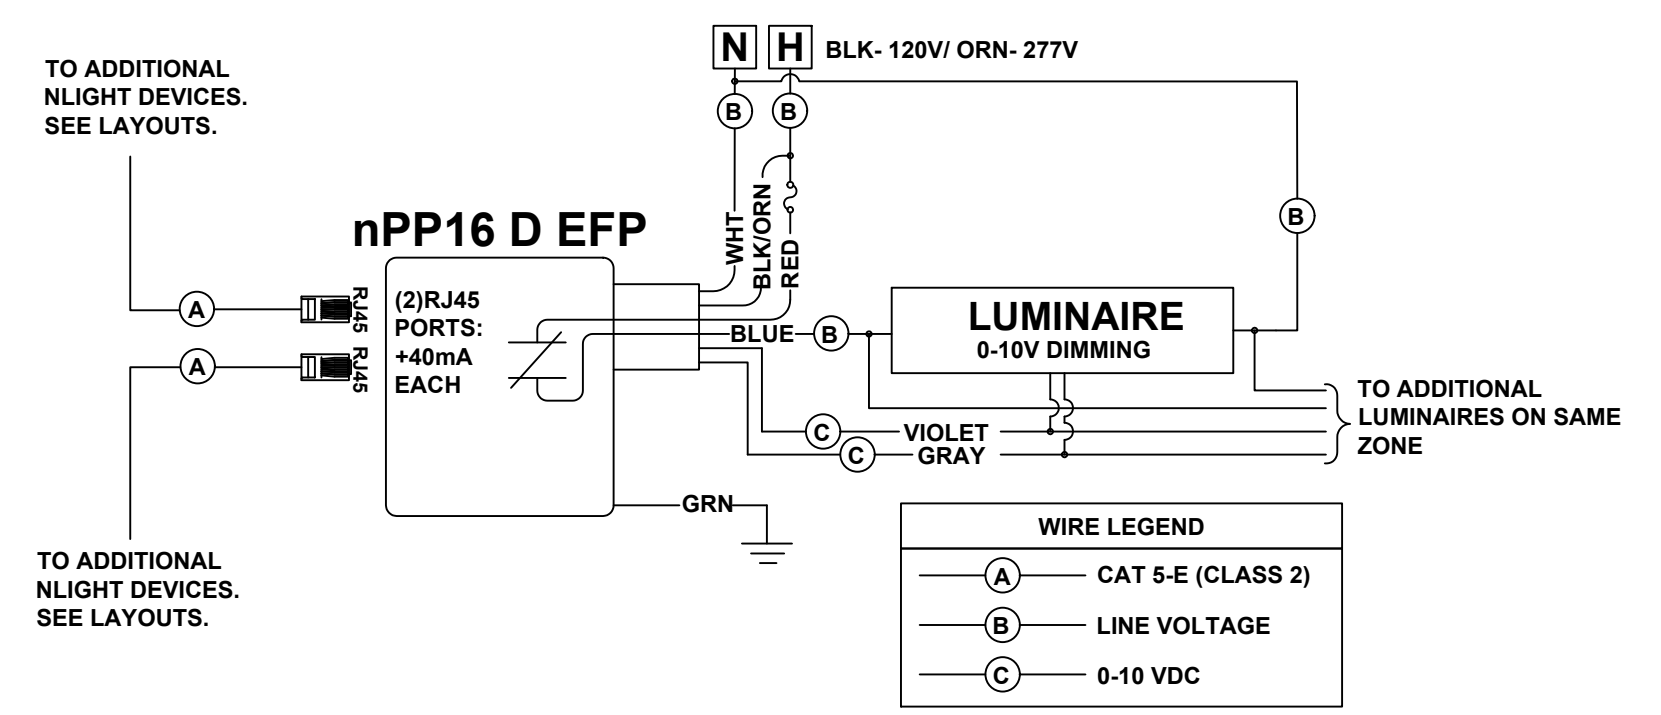 TO ADDITIONAL
NLIGHT DEVICES.
SEE LAYOUTS.
N
H
BLK- 120V/ ORN- 277V
B
B
B
WHT
BLK/ORN
RED
nPP16 D EFP
A
RJ45
A
RJ45
(2)RJ45
PORTS:
+40mA
EACH
BLUE
B
LUMINAIRE
0-10V DIMMING
C
VIOLET
C
GRAY
TO ADDITIONAL
LUMINAIRES ON SAME
ZONE
GRN
TO ADDITIONAL
NLIGHT DEVICES.
SEE LAYOUTS.
WIRE LEGEND
A CAT 5-E (CLASS 2)
B LINE VOLTAGE
C 0-10 VDC